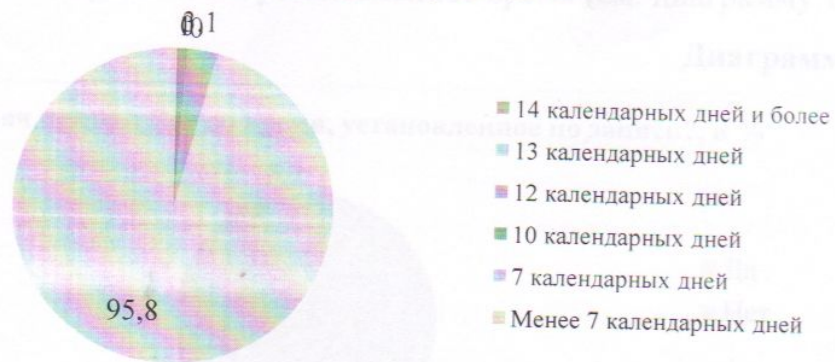 95,8
14 календарных дней и более
13 календарных дней
12 календарных дней
10 календарных дней
7 календарных дней
Менее 7 календарных дней